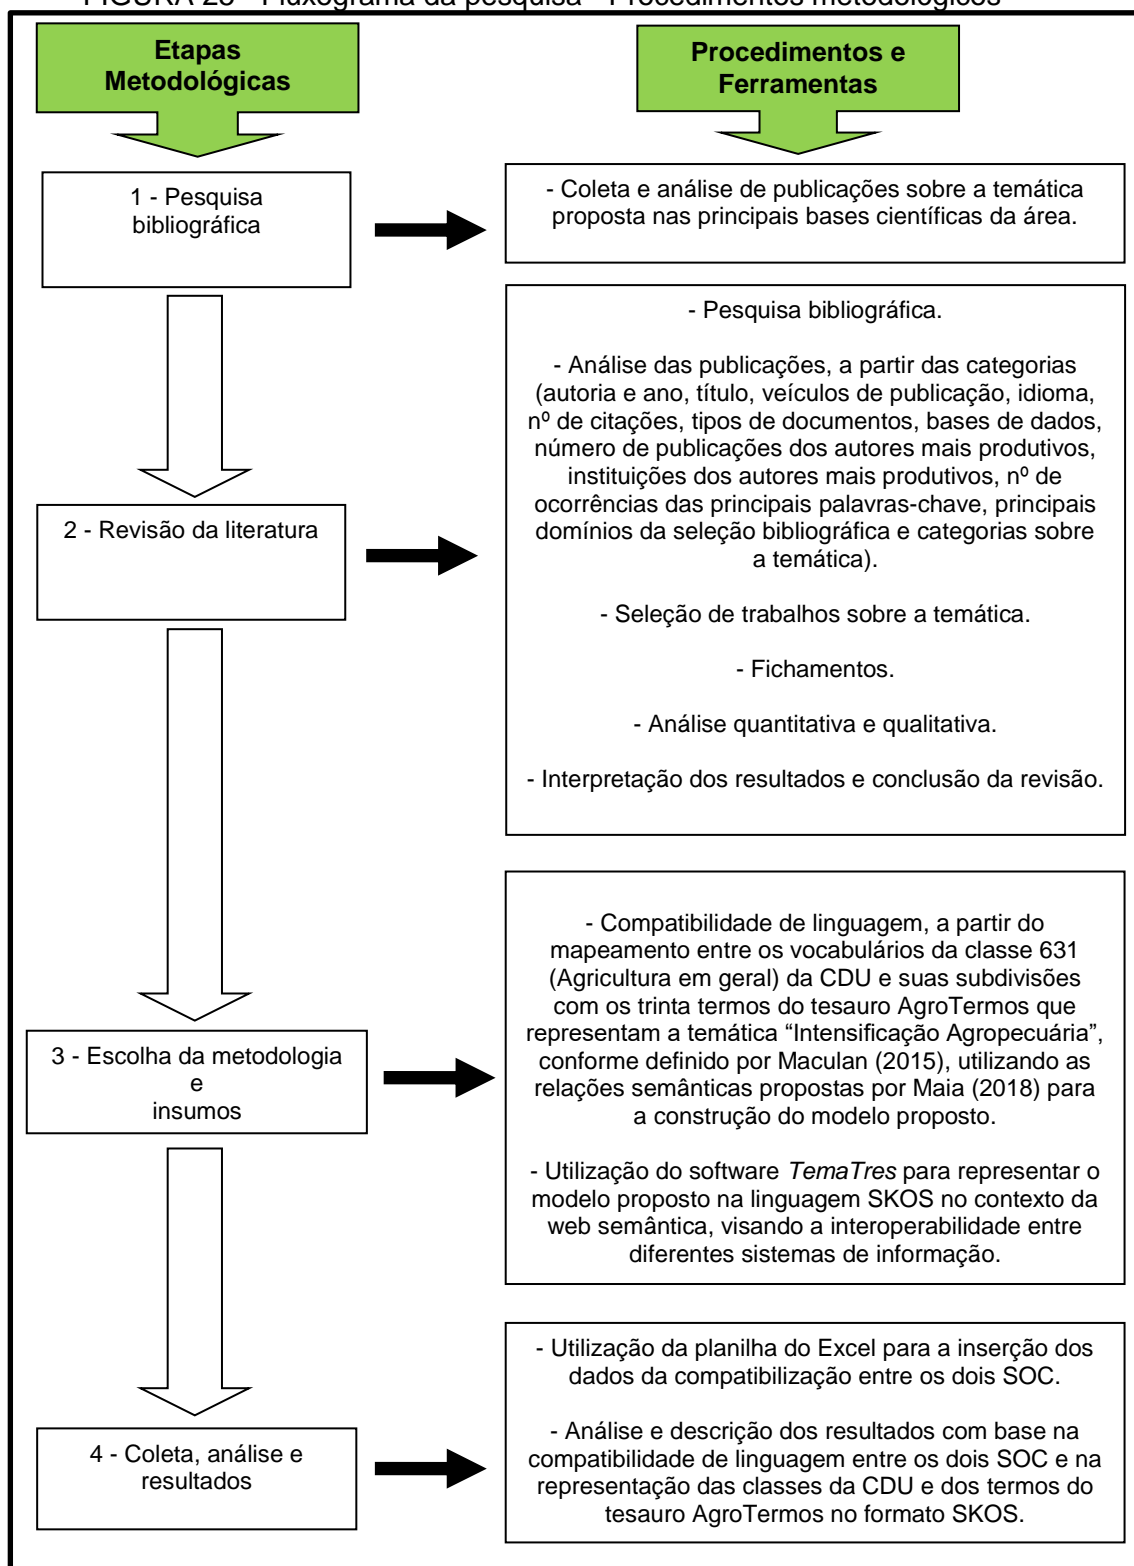 FIGURA 23 - Fluxograma da pesquisa - Procedimentos metodológicos
Etapas
Metodológicas
Procedimentos e
Ferramentas
1 - Pesquisa
bibliográfica
- Coleta e análise de publicações sobre a temática
proposta nas principais bases científicas da área.
2 - Revisão da literatura
- Pesquisa bibliográfica.
- Análise das publicações, a partir das categorias
(autoria e ano, título, veículos de publicação, idioma,
nº de citações, tipos de documentos, bases de dados,
número de publicações dos autores mais produtivos,
instituições dos autores mais produtivos, nº de
ocorrências das principais palavras-chave, principais
domínios da seleção bibliográfica e categorias sobre
a temática).
- Seleção de trabalhos sobre a temática.
- Fichamentos.
- Análise quantitativa e qualitativa.
- Interpretação dos resultados e conclusão da revisão.
3 - Escolha da metodologia
e
insumos
- Compatibilidade de linguagem, a partir do
mapeamento entre os vocabulários da classe 631
(Agricultura em geral) da CDU e suas subdivisões
com os trinta termos do tesauro AgroTermos que
representam a temática “Intensificação Agropecuária”,
conforme definido por Maculan (2015), utilizando as
relações semânticas propostas por Maia (2018) para
a construção do modelo proposto.
- Utilização do software TemaTres para representar o
modelo proposto na linguagem SKOS no contexto da
web semântica, visando a interoperabilidade entre
diferentes sistemas de informação.
4 - Coleta, análise e
resultados
- Utilização da planilha do Excel para a inserção dos
dados da compatibilização entre os dois SOC.
- Análise e descrição dos resultados com base na
compatibilidade de linguagem entre os dois SOC e na
representação das classes da CDU e dos termos do
tesauro AgroTermos no formato SKOS.